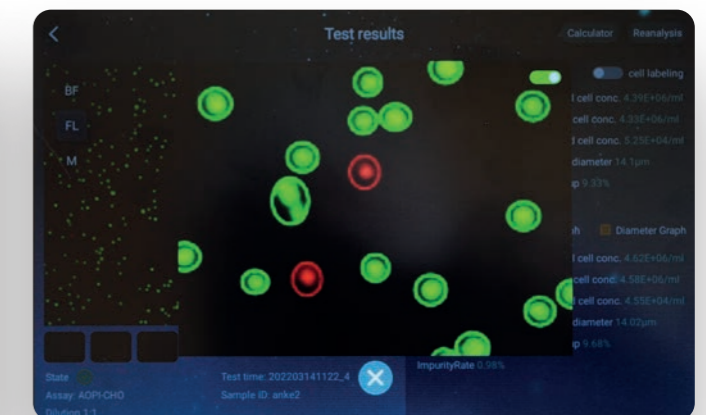 Test results
Calculator
Reanalysis
BF
FL
M
cell labeling
l cell conc. 4.39E+06/ml
cell conc. 4.33E+06/ml
l cell conc. 5.25E+04/ml
diameter 14.1μm
p 9.33%
Diameter Graph
l cell conc. 4.62E+06/ml
cell conc. 4.58E+06/ml
l cell conc. 4.55E+04/ml
diameter 14.02μm
p 9.68%
ImpurityRate 0.98%
State
Test time: 202203141122_4
Assay: AOPI-CHO
Sample ID: anke2
Dilution 1:1